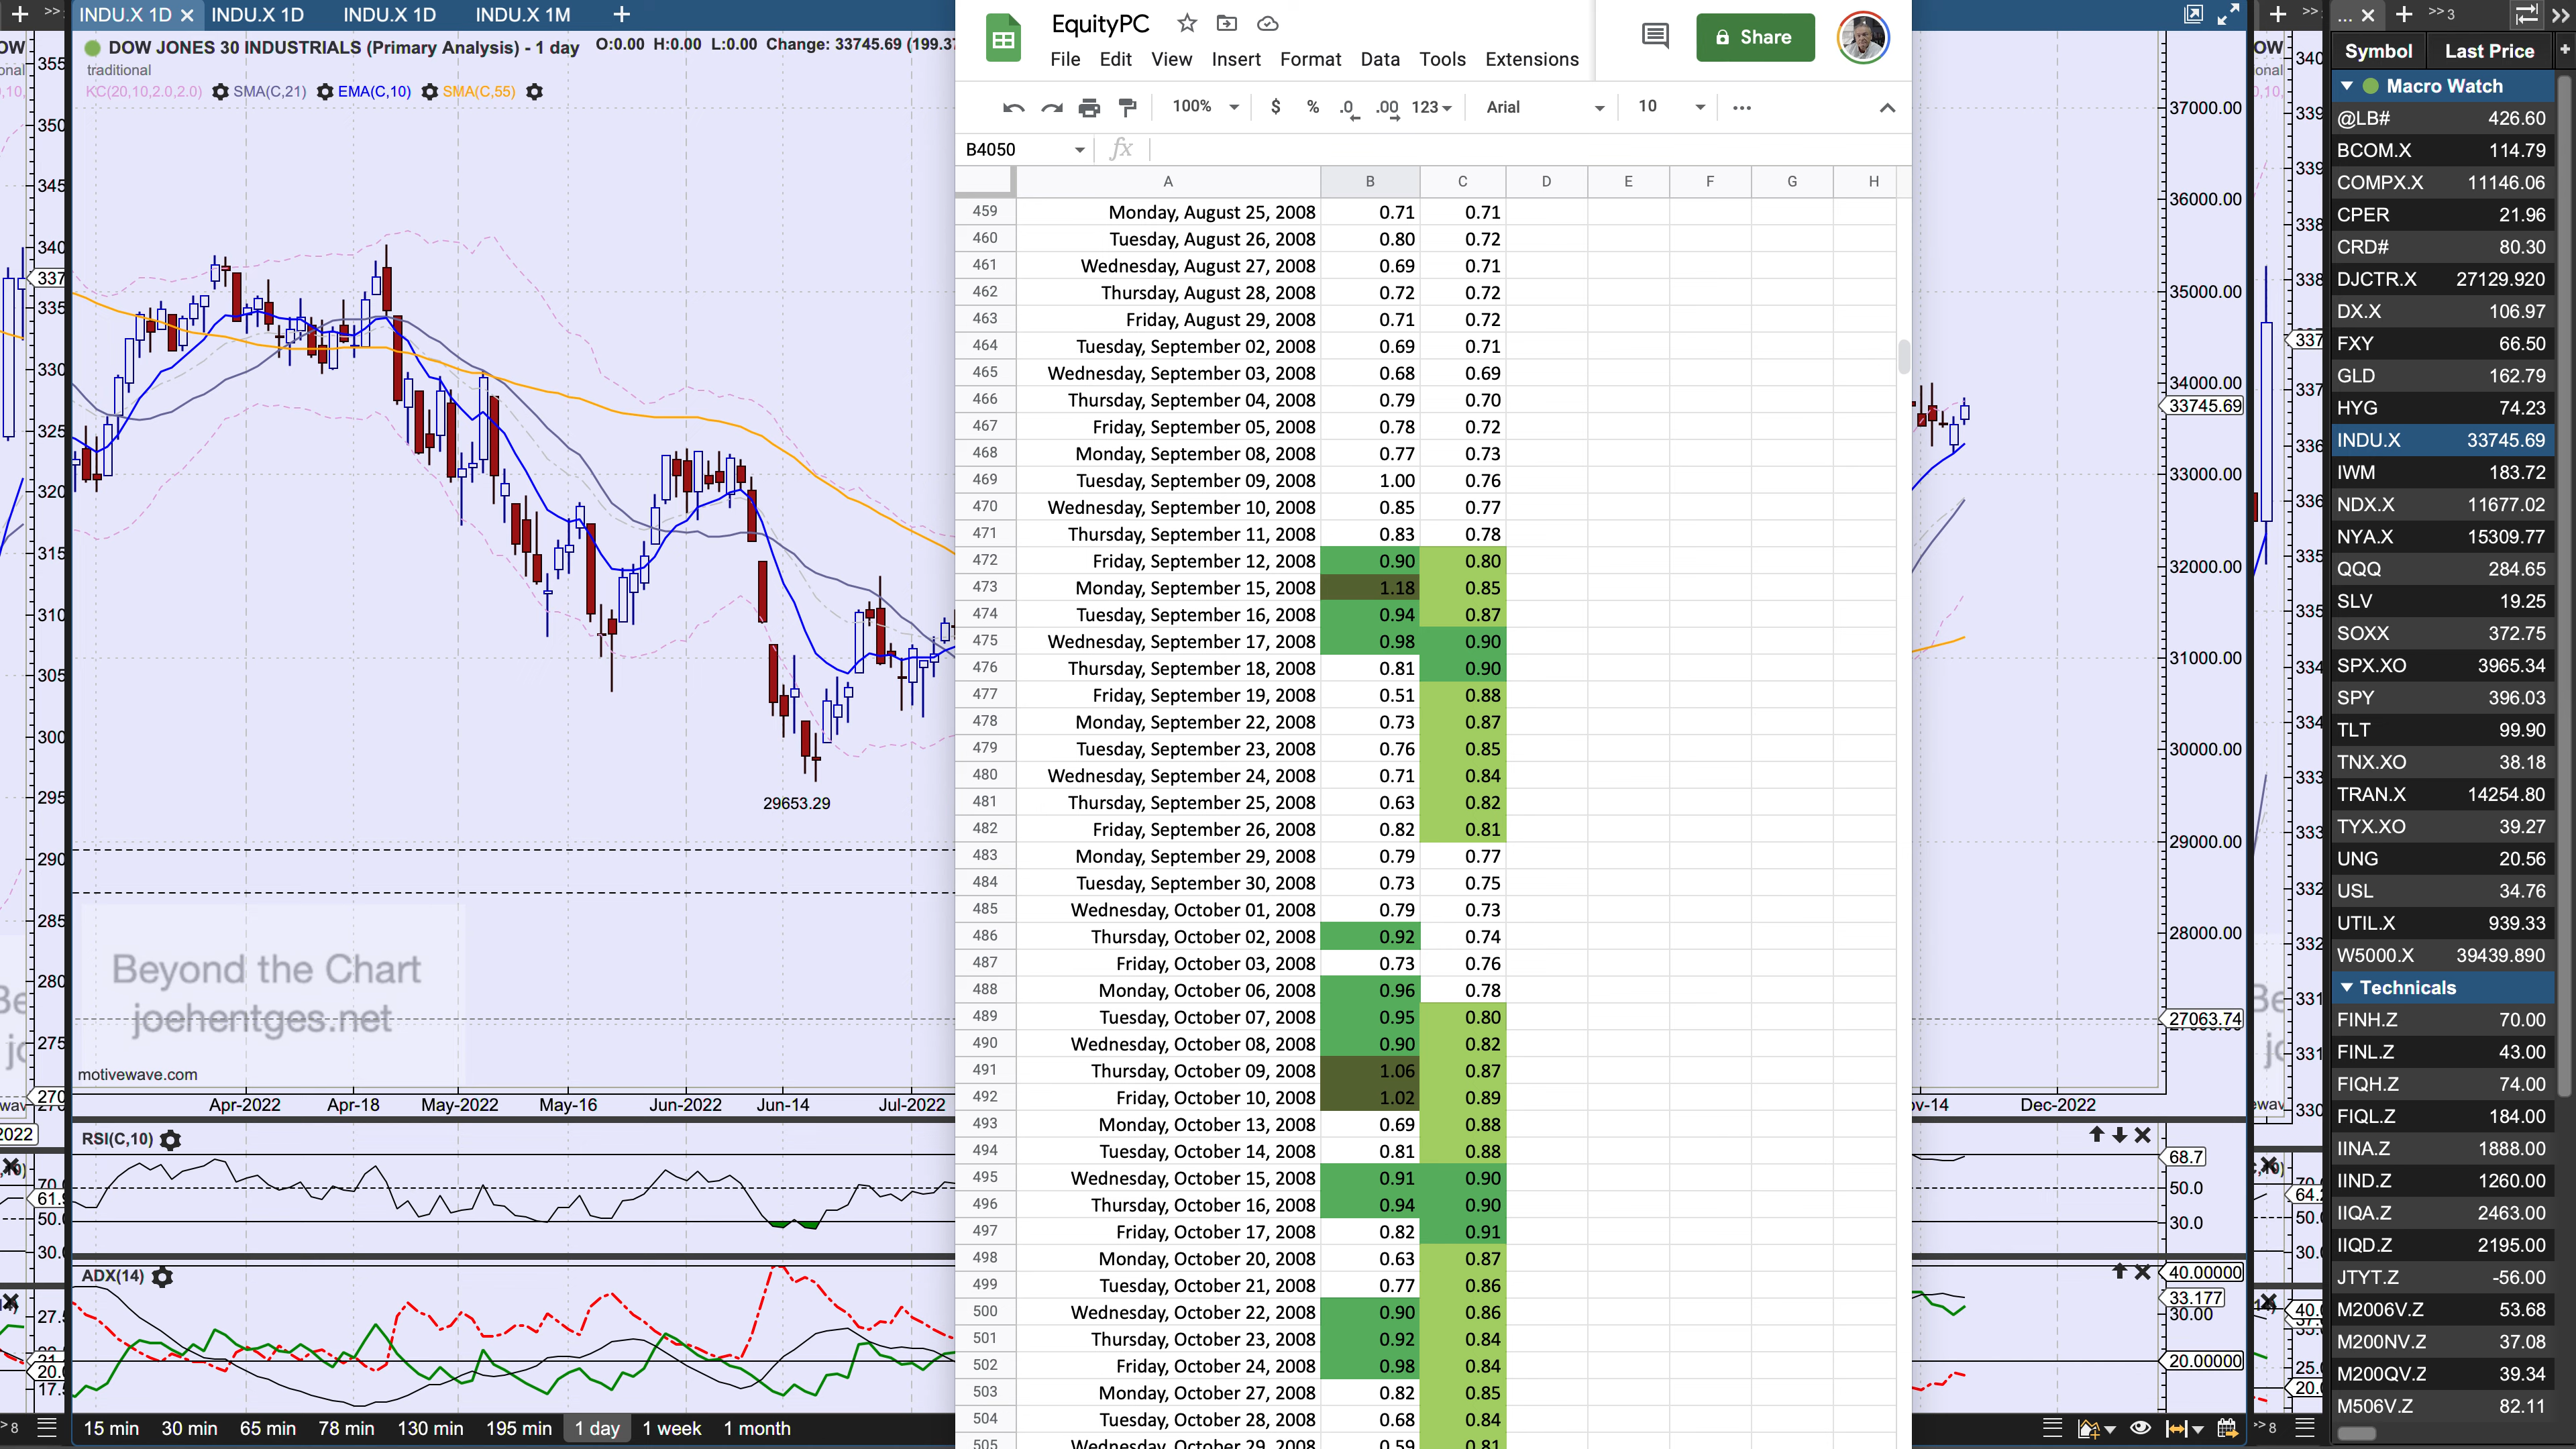 INDU.X 1D
INDU.X 1D
INDU.X 1D
INDU.X 1M
DOW JONES 30 INDUSTRIALS (Primary Analysis) - 1 day
O:0.00 H:0.00 L:0.00 Change: 33745.69 (199.37
traditional
KC(20,10,2.0,2.0) SMA(C,21) EMA(C,10) SMA(C,55)
29653.29
Beyond the Chart
joehentges.net
motivewave.com
Apr-2022 Apr-18 May-2022 May-16 Jun-2022 Jun-14 Jul-2022
RSI(C,10)
ADX(14)
15 min 30 min 65 min 78 min 130 min 195 min 1 day 1 week 1 month
EquityPC
File Edit View Insert Format Data Tools Extensions
Share
100% $ % .0 .00 123 Arial 10
B4050 fx
A B C D E F G H
459 Monday, August 25, 2008 0.71 0.71
460 Tuesday, August 26, 2008 0.80 0.72
461 Wednesday, August 27, 2008 0.69 0.71
462 Thursday, August 28, 2008 0.72 0.72
463 Friday, August 29, 2008 0.71 0.72
464 Tuesday, September 02, 2008 0.69 0.71
465 Wednesday, September 03, 2008 0.68 0.69
466 Thursday, September 04, 2008 0.79 0.70
467 Friday, September 05, 2008 0.78 0.72
468 Monday, September 08, 2008 0.77 0.73
469 Tuesday, September 09, 2008 1.00 0.76
470 Wednesday, September 10, 2008 0.85 0.77
471 Thursday, September 11, 2008 0.83 0.78
472 Friday, September 12, 2008 0.90 0.80
473 Monday, September 15, 2008 1.18 0.85
474 Tuesday, September 16, 2008 0.94 0.87
475 Wednesday, September 17, 2008 0.98 0.90
476 Thursday, September 18, 2008 0.81 0.90
477 Friday, September 19, 2008 0.51 0.88
478 Monday, September 22, 2008 0.73 0.87
479 Tuesday, September 23, 2008 0.76 0.85
480 Wednesday, September 24, 2008 0.71 0.84
481 Thursday, September 25, 2008 0.63 0.82
482 Friday, September 26, 2008 0.82 0.81
483 Monday, September 29, 2008 0.79 0.77
484 Tuesday, September 30, 2008 0.73 0.75
485 Wednesday, October 01, 2008 0.79 0.73
486 Thursday, October 02, 2008 0.92 0.74
487 Friday, October 03, 2008 0.73 0.76
488 Monday, October 06, 2008 0.96 0.78
489 Tuesday, October 07, 2008 0.95 0.80
490 Wednesday, October 08, 2008 0.90 0.82
491 Thursday, October 09, 2008 1.06 0.87
492 Friday, October 10, 2008 1.02 0.89
493 Monday, October 13, 2008 0.69 0.88
494 Tuesday, October 14, 2008 0.81 0.88
495 Wednesday, October 15, 2008 0.91 0.90
496 Thursday, October 16, 2008 0.94 0.90
497 Friday, October 17, 2008 0.82 0.91
498 Monday, October 20, 2008 0.63 0.87
499 Tuesday, October 21, 2008 0.77 0.86
500 Wednesday, October 22, 2008 0.90 0.86
501 Thursday, October 23, 2008 0.92 0.84
502 Friday, October 24, 2008 0.98 0.84
503 Monday, October 27, 2008 0.82 0.85
504 Tuesday, October 28, 2008 0.68 0.84
505 Wednesday, October 29, 2008 0.59 0.81
37000.00
36000.00
35000.00
34000.00
33745.69
33000.00
32000.00
31000.00
30000.00
29000.00
28000.00
27063.74
ov-14 Dec-2022
68.7
50.0
30.0
40.00000
33.177
30.00
20.00000
Symbol Last Price
Macro Watch
@LB# 426.60
BCOM.X 114.79
COMPX.X 11146.06
CPER 21.96
CRD# 80.30
DJCTR.X 27129.920
DX.X 106.97
FXY 66.50
GLD 162.79
HYG 74.23
INDU.X 33745.69
IWM 183.72
NDX.X 11677.02
NYA.X 15309.77
QQQ 284.65
SLV 19.25
SOXX 372.75
SPX.XO 3965.34
SPY 396.03
TLT 99.90
TNX.XO 38.18
TRAN.X 14254.80
TYX.XO 39.27
UNG 20.56
USL 34.76
UTIL.X 939.33
W5000.X 39439.890
Technicals
FINH.Z 70.00
FINL.Z 43.00
FIQH.Z 74.00
FIQL.Z 184.00
IINA.Z 1888.00
IIND.Z 1260.00
IIQA.Z 2463.00
IIQD.Z 2195.00
JTYT.Z -56.00
M2006V.Z 53.68
M200NV.Z 37.08
M200QV.Z 39.34
M506V.Z 82.11